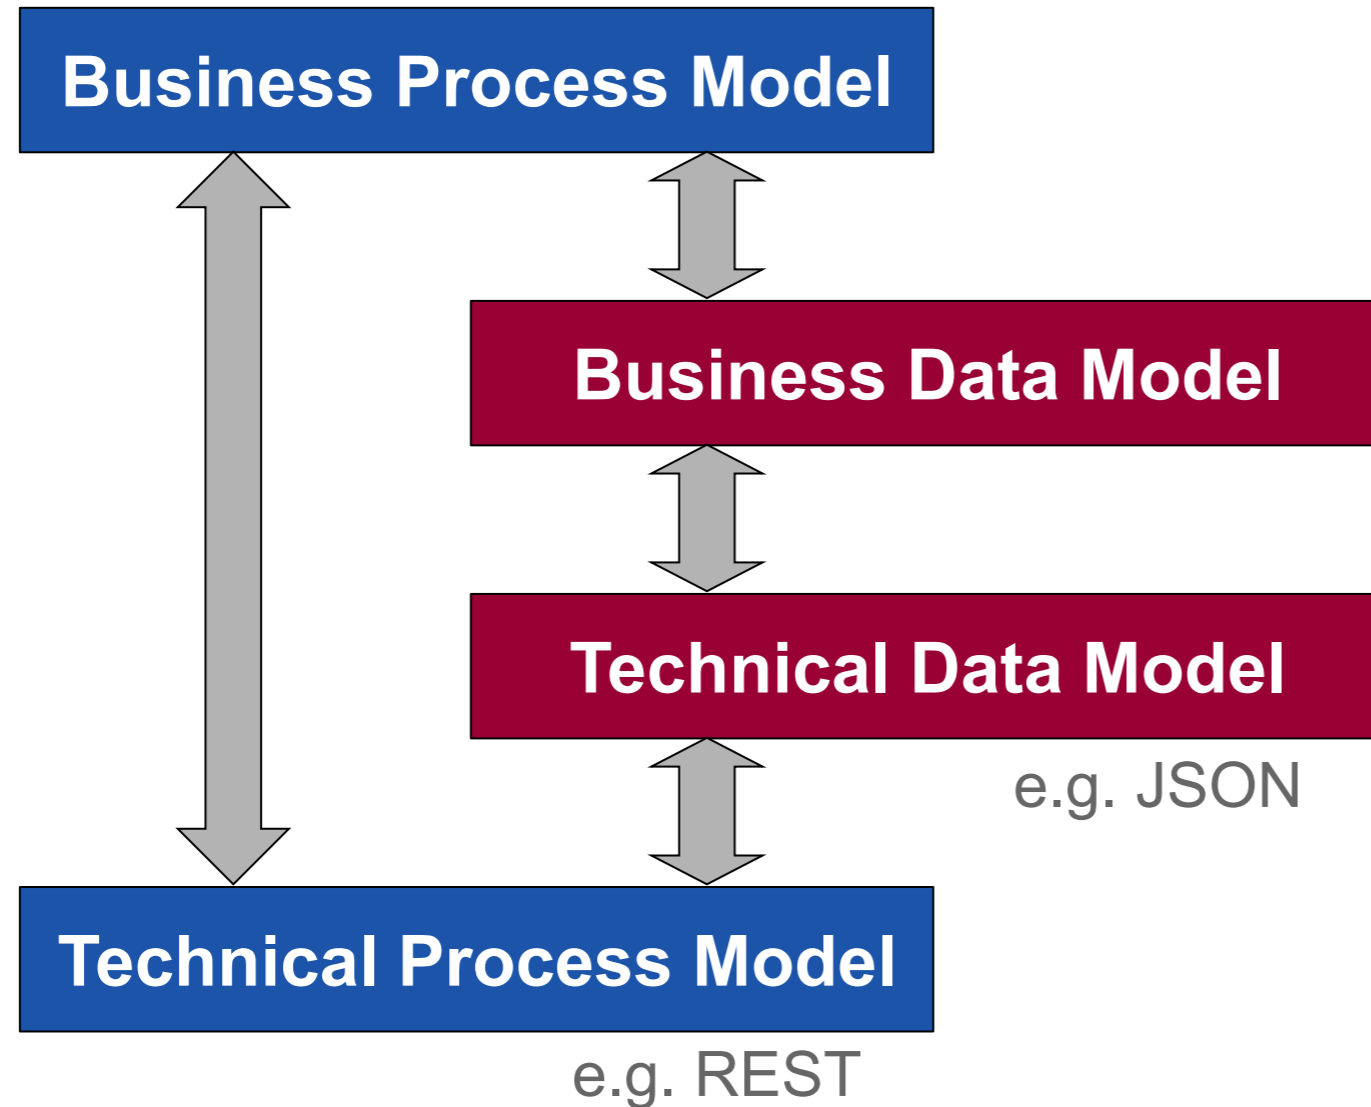 Business Process Model
Business Data Model
Technical Data Model
e.g. JSON
Technical Process Model
e.g. REST